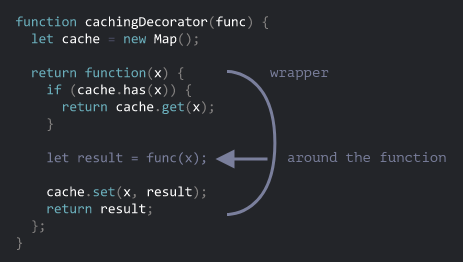 function cachingDecorator(func) {
  let cache = new Map();

  return function(x) {
    if (cache.has(x)) {
      return cache.get(x);
    }

    let result = func(x);

    cache.set(x, result);
    return result;
  };
}
wrapper
around the function